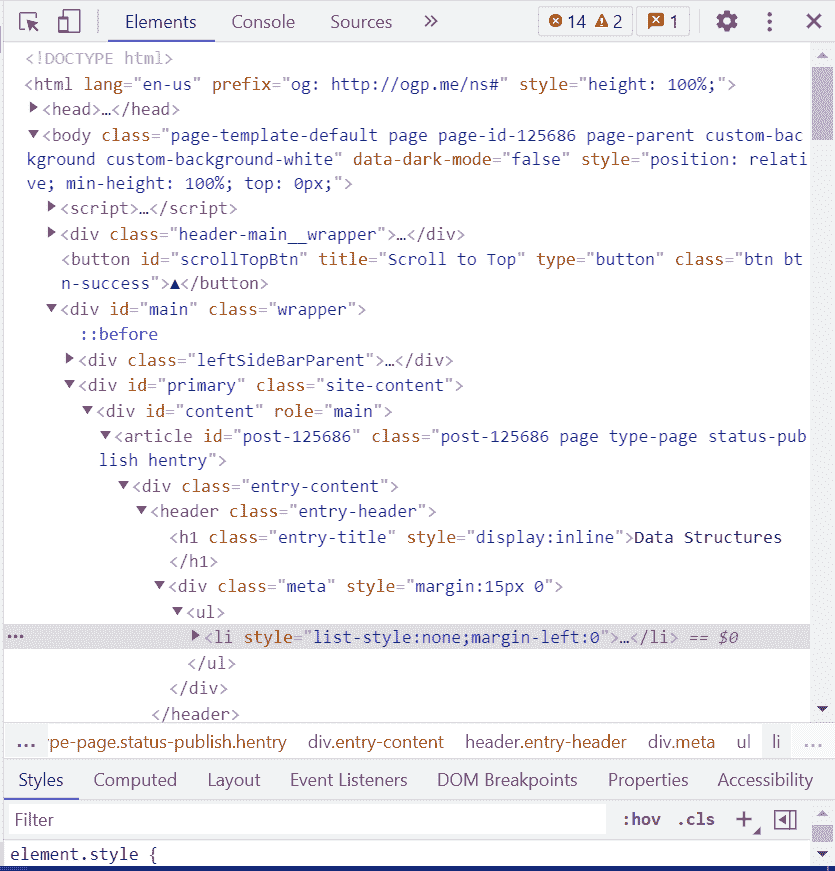 Elements Console Sources » 14 2 1
<!DOCTYPE html>
<html lang="en-us" prefix="og: http://ogp.me/ns#" style="height: 100%;">
▶<head>…</head>
▼<body class="page-template-default page page-id-125686 page-parent custom-bac
kground custom-background-white" data-dark-mode="false" style="position: relati
ve; min-height: 100%; top: 0px;">
▶<script>…</script>
▶<div class="header-main__wrapper">…</div>
<button id="scrollTopBtn" title="Scroll to Top" type="button" class="btn bt
n-success">▲</button>
▼<div id="main" class="wrapper">
::before
▶<div class="leftSideBarParent">…</div>
▼<div id="primary" class="site-content">
▼<div id="content" role="main">
▼<article id="post-125686" class="post-125686 page type-page status-pub
lish hentry">
▼<div class="entry-content">
▼<header class="entry-header">
<h1 class="entry-title" style="display:inline">Data Structures
</h1>
▼<div class="meta" style="margin:15px 0">
▼<ul>
… ▶<li style="list-style:none;margin-left:0">…</li> == $0
</ul>
</div>
</header>
… pe-page.status-publish.hentry div.entry-content header.entry-header div.meta ul li …
Styles Computed Layout Event Listeners DOM Breakpoints Properties Accessibility
Filter :hov .cls +
element.style {